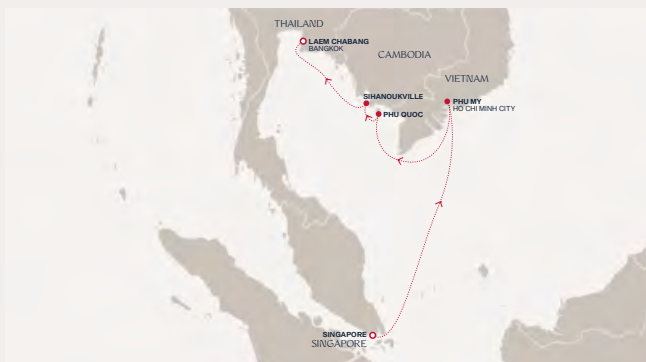 THAILAND
LAEM CHABANG
BANGKOK
CAMBODIA
VIETNAM
SIHANOUKVILLE
PHU MY
HO CHI MINH CITY
PHU QUOC
SINGAPORE
SINGAPORE